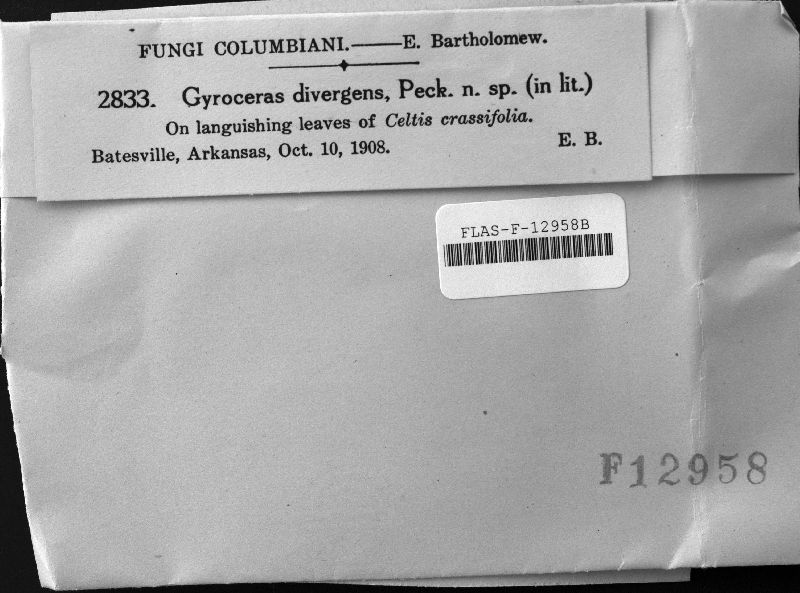 FUNGI COLUMBIANI.——E. Bartholomew.
2833. Gyroceras divergens, Peck. n. sp. (in lit.)
On languishing leaves of Celtis crassifolia.
Batesville, Arkansas, Oct. 10, 1908. E. B.
FLAS-F-12958B
F12958